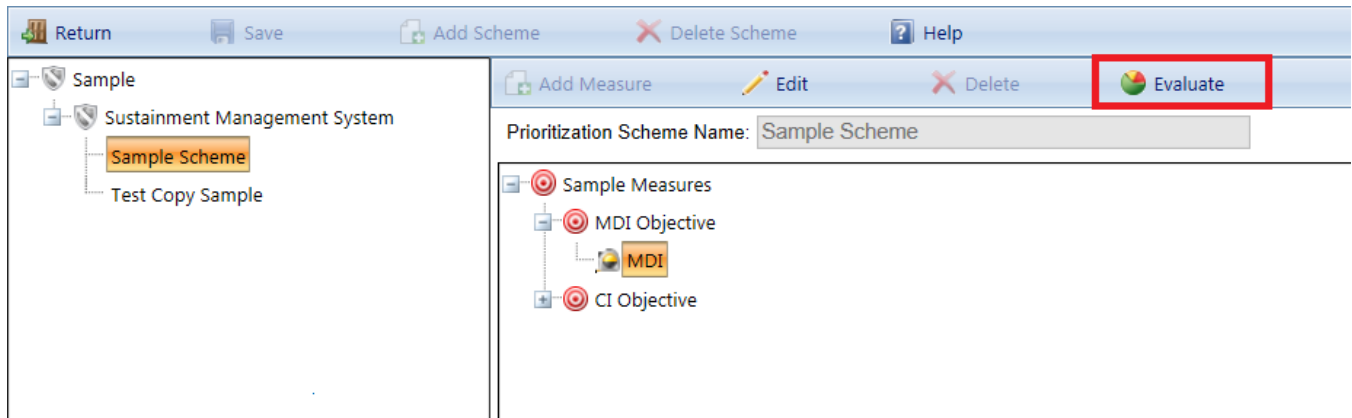 Return Save Add Scheme Delete Scheme Help
Sample
Sustainment Management System
Sample Scheme
Test Copy Sample
Add Measure Edit Delete Evaluate
Prioritization Scheme Name: Sample Scheme
Sample Measures
MDI Objective
MDI
CI Objective